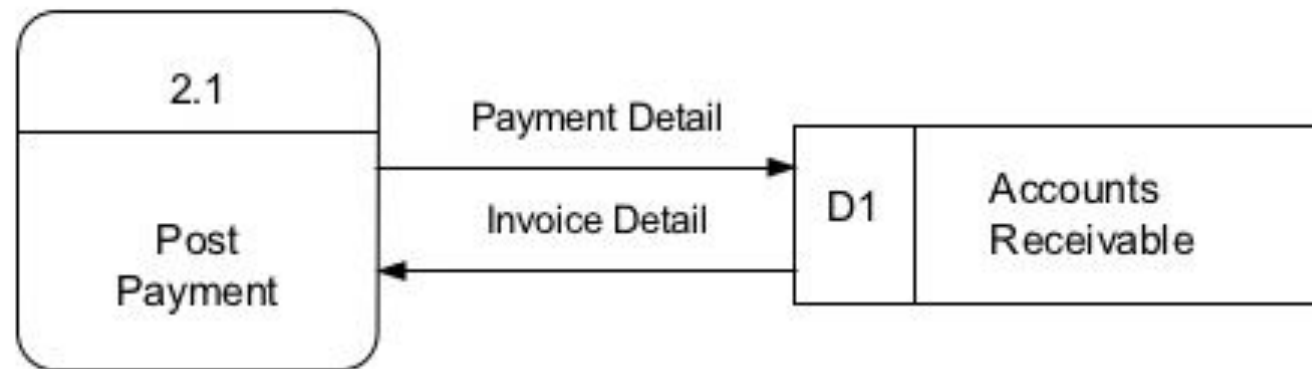 2.1
Post
Payment
Payment Detail
Invoice Detail
D1
Accounts
Receivable